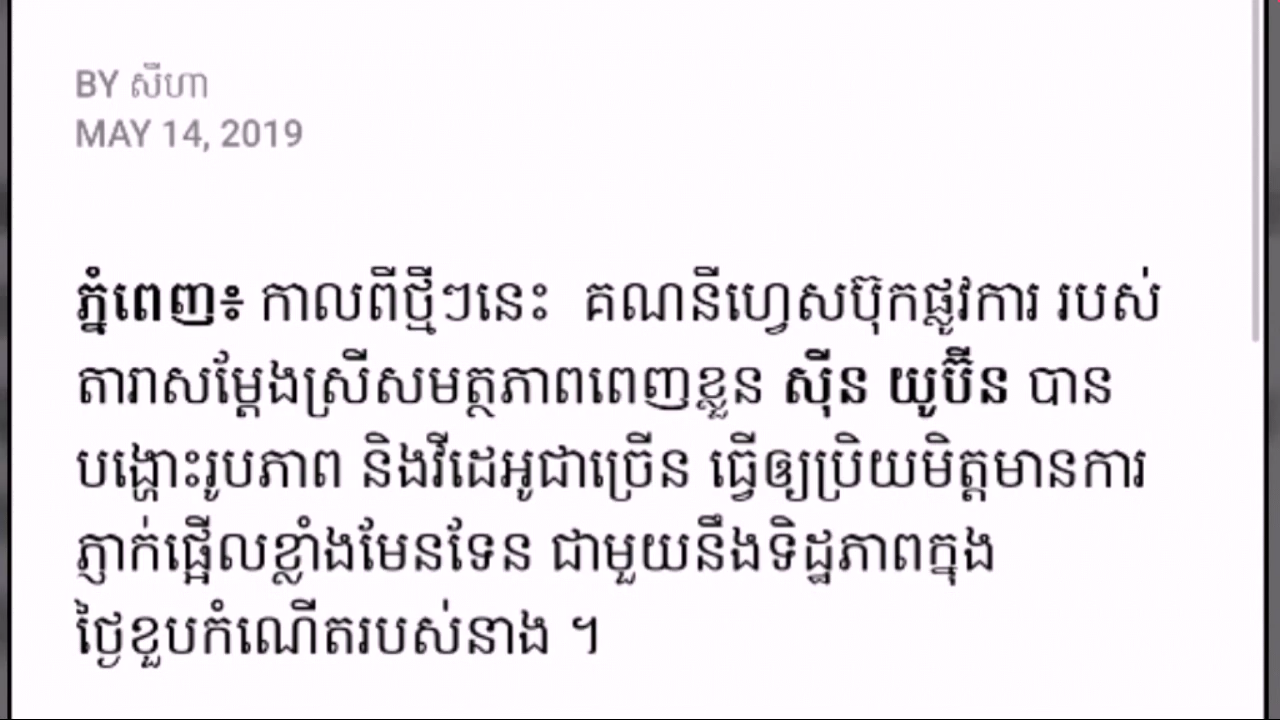 BY សីហា
MAY 14, 2019
ភ្នំពេញ៖ កាលពីថ្មីៗនេះ គណនីហ្វេសប៊ុកផ្លូវការ របស់
តារាសម្តែងស្រីសមត្ថភាពពេញខ្លួន ស៊ីន យូប៊ីន បាន
បង្ហោះរូបភាព និងវីដេអូជាច្រើន ធ្វើឲ្យប្រិយមិត្តមានការ
ភ្ញាក់ផ្អើលខ្លាំងមែនទែន ជាមួយនឹងទិដ្ឋភាពក្នុង
ថ្ងៃខួបកំណើតរបស់នាង ។